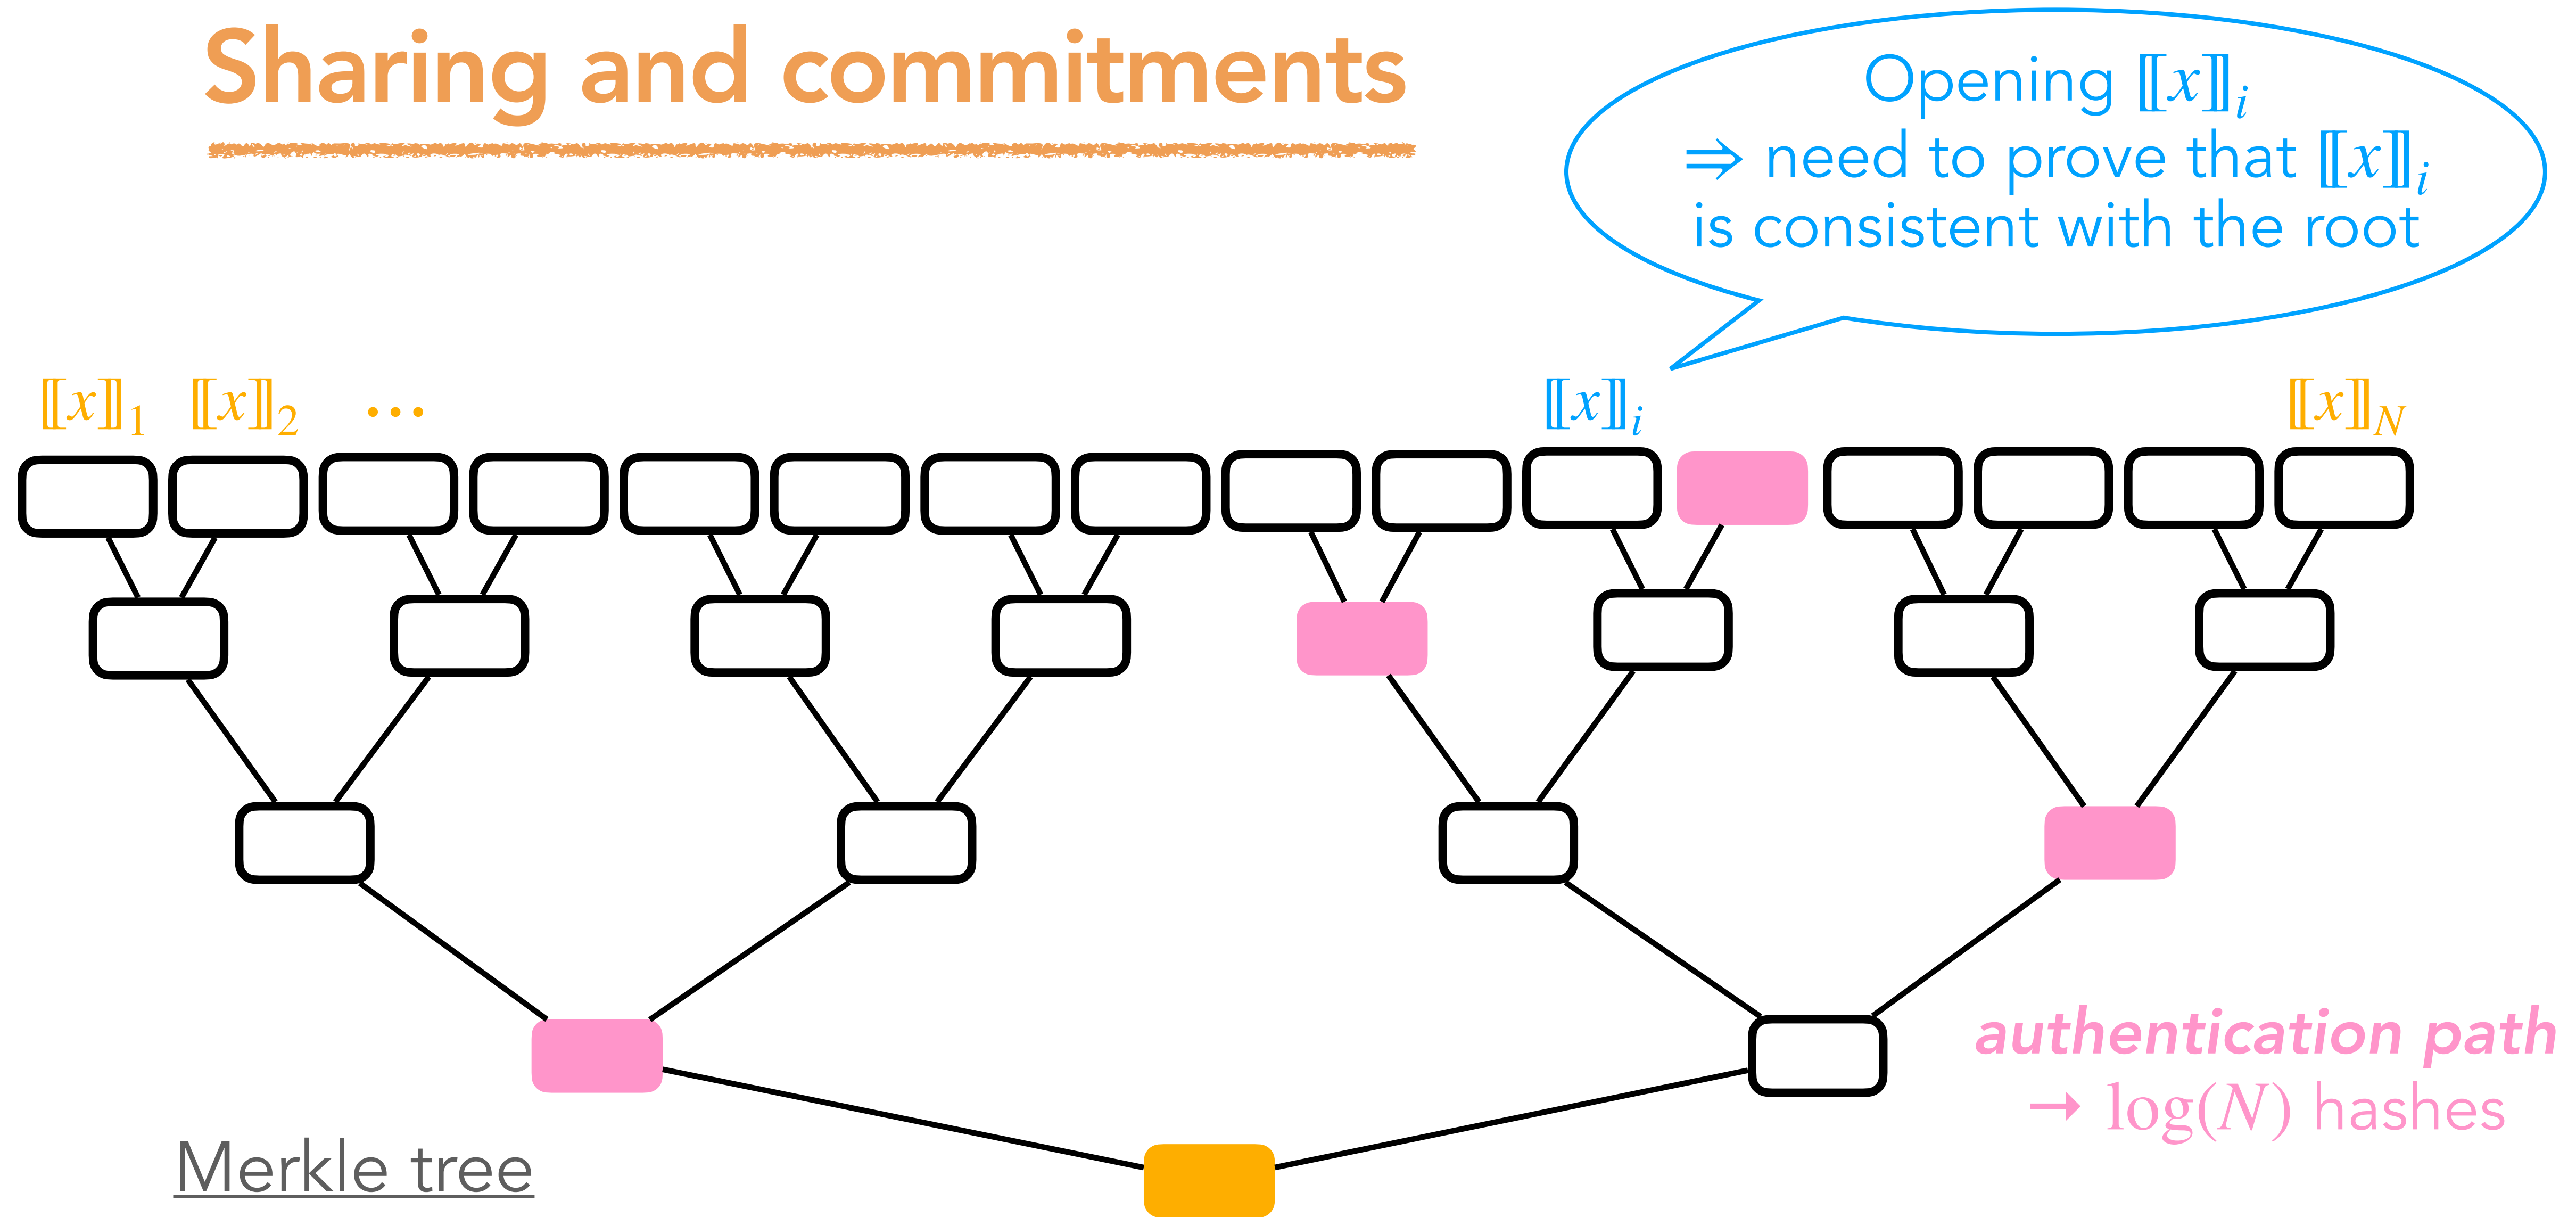 Sharing and commitments
Opening ⟦x⟧ᵢ
⇒ need to prove that ⟦x⟧ᵢ
is consistent with the root
⟦x⟧₁ ⟦x⟧₂ … ⟦x⟧ᵢ ⟦x⟧_N
authentication path
→ log(N) hashes
Merkle tree